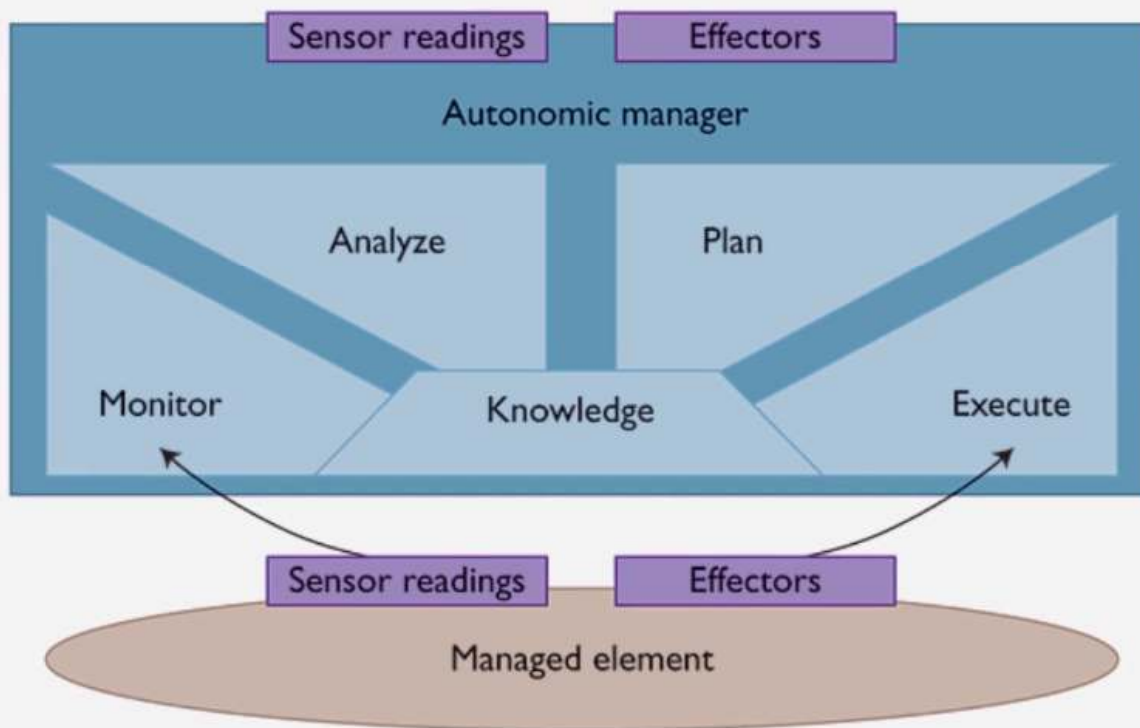 Sensor readings
Effectors
Autonomic manager
Analyze
Plan
Monitor
Knowledge
Execute
Sensor readings
Effectors
Managed element